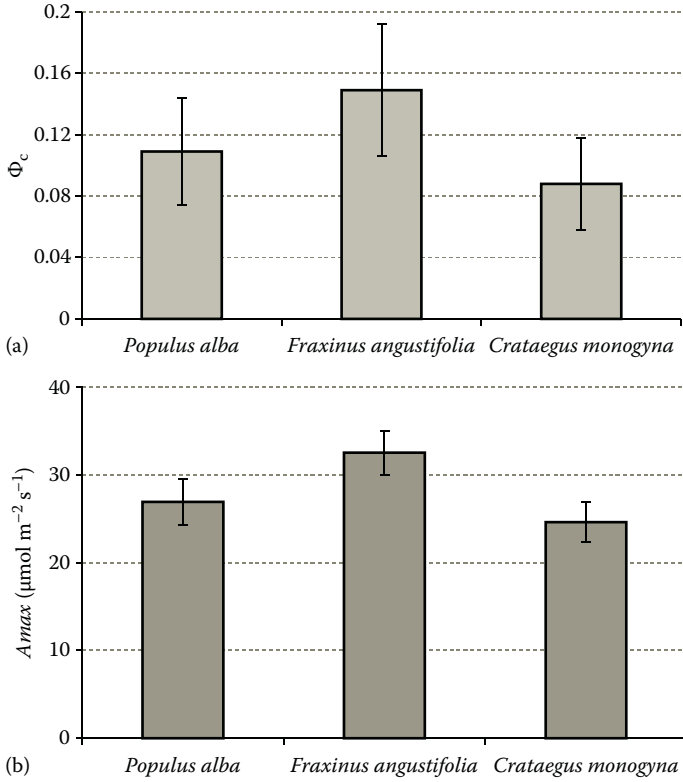 0.2
0.16
0.12
0.08
0.04
0
Φc
(a)
Populus alba Fraxinus angustifolia Crataegus monogyna
40
30
20
10
0
Amax (μmol m−2 s−1)
(b)
Populus alba Fraxinus angustifolia Crataegus monogyna